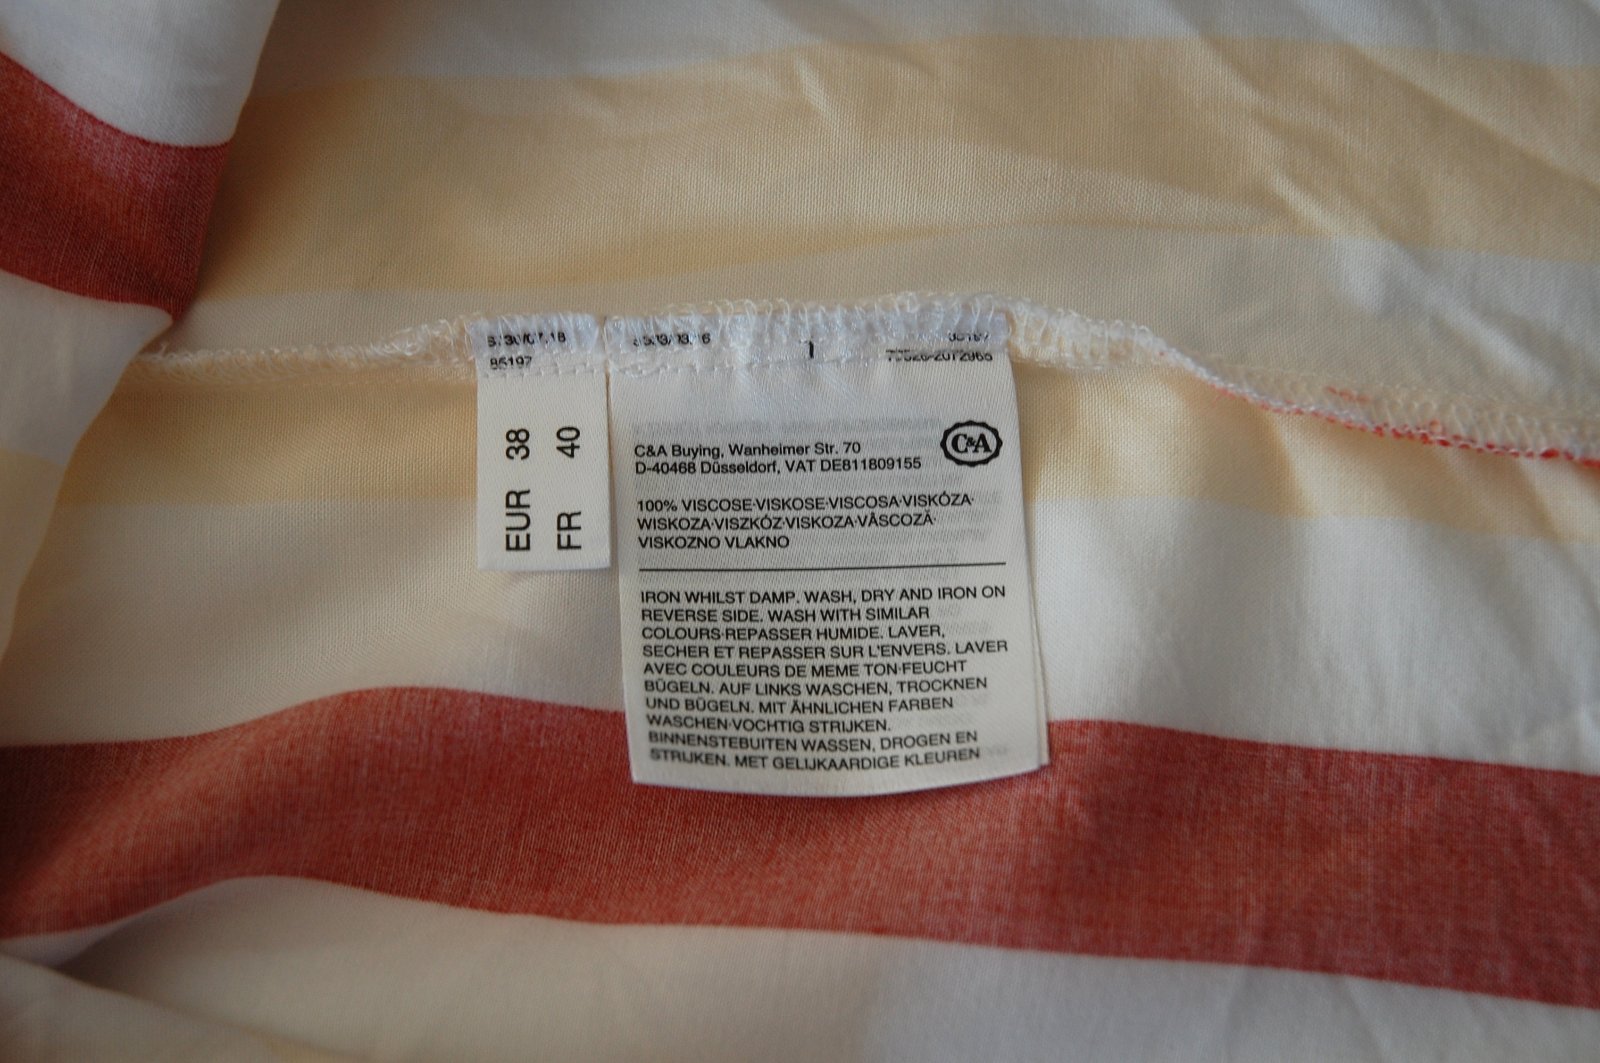 86197
EUR 38
FR 40
C&A
C&A Buying, Wanheimer Str. 70
D-40468 Düsseldorf, VAT DE811809155
100% VISCOSE·VISKOSE·VISCOSA·VISKÓZA·
WISKOZA·VISZKÓZ·VISKOZA·VÂSCOZĂ·
VISKOZNO VLAKNO
IRON WHILST DAMP. WASH, DRY AND IRON ON
REVERSE SIDE. WASH WITH SIMILAR
COLOURS·REPASSER HUMIDE. LAVER,
SECHER ET REPASSER SUR L'ENVERS. LAVER
AVEC COULEURS DE MEME TON·FEUCHT
BÜGELN. AUF LINKS WASCHEN, TROCKNEN
UND BÜGELN. MIT ÄHNLICHEN FARBEN
WASCHEN·VOCHTIG STRIJKEN.
BINNENSTEBUITEN WASSEN, DROGEN EN
STRIJKEN. MET GELIJKAARDIGE KLEUREN